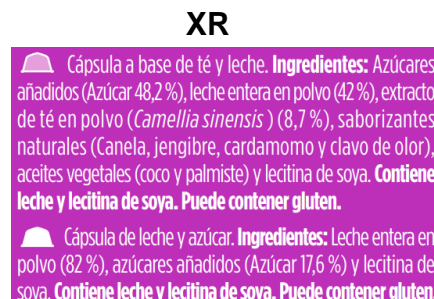 XR
Cápsula a base de té y leche. Ingredientes: Azúcares
añadidos (Azúcar 48,2 %), leche entera en polvo (42 %), extracto
de té en polvo (Camellia sinensis ) (8,7 %), saborizantes
naturales (Canela, jengibre, cardamomo y clavo de olor),
aceites vegetales (coco y palmiste) y lecitina de soya. Contiene
leche y lecitina de soya. Puede contener gluten.
Cápsula de leche y azúcar. Ingredientes: Leche entera en
polvo (82 %), azúcares añadidos (Azúcar 17,6 %) y lecitina de
soya. Contiene leche y lecitina de soya. Puede contener gluten